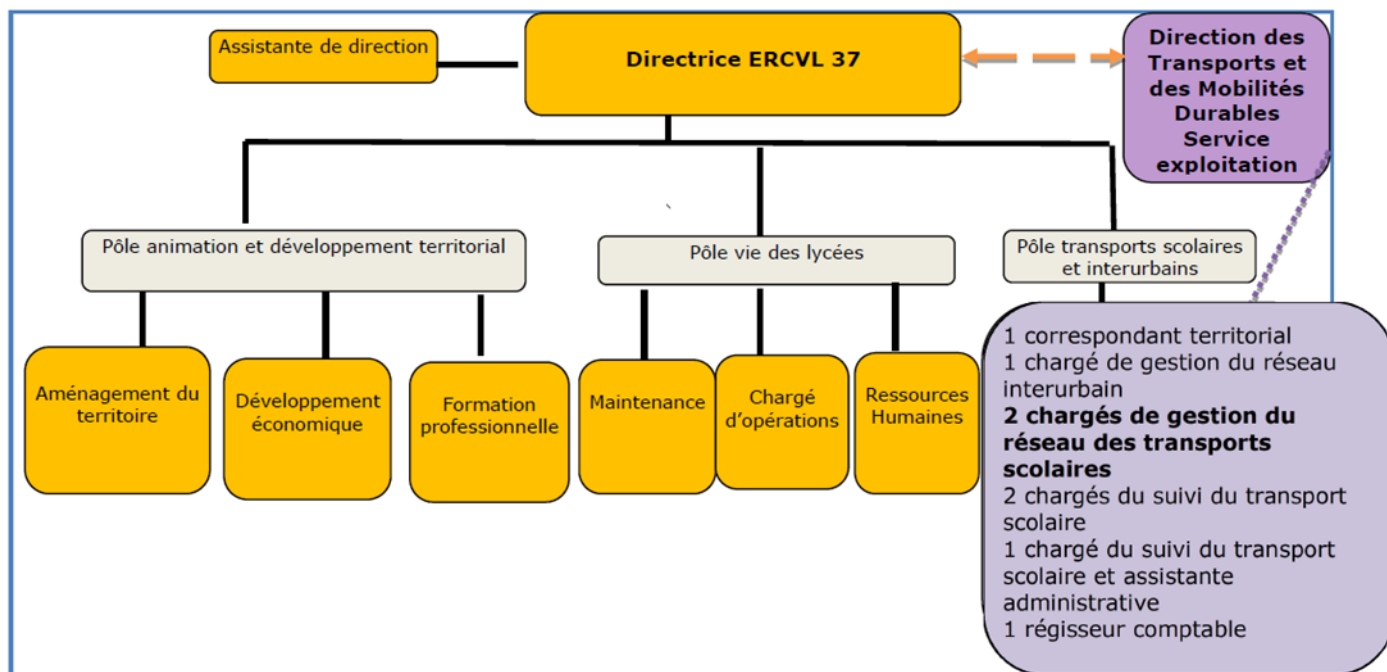 Assistante de direction
Directrice ERCVL 37
Direction des
Transports et
des Mobilités
Durables
Service
exploitation
Pôle animation et développement territorial
Pôle vie des lycées
Pôle transports scolaires
et interurbains
Aménagement du
territoire
Développement
économique
Formation
professionnelle
Maintenance
Chargé
d’opérations
Ressources
Humaines
1 correspondant territorial
1 chargé de gestion du réseau
interurbain
2 chargés de gestion du
réseau des transports
scolaires
2 chargés du suivi du transport
scolaire
1 chargé du suivi du transport
scolaire et assistante
administrative
1 régisseur comptable